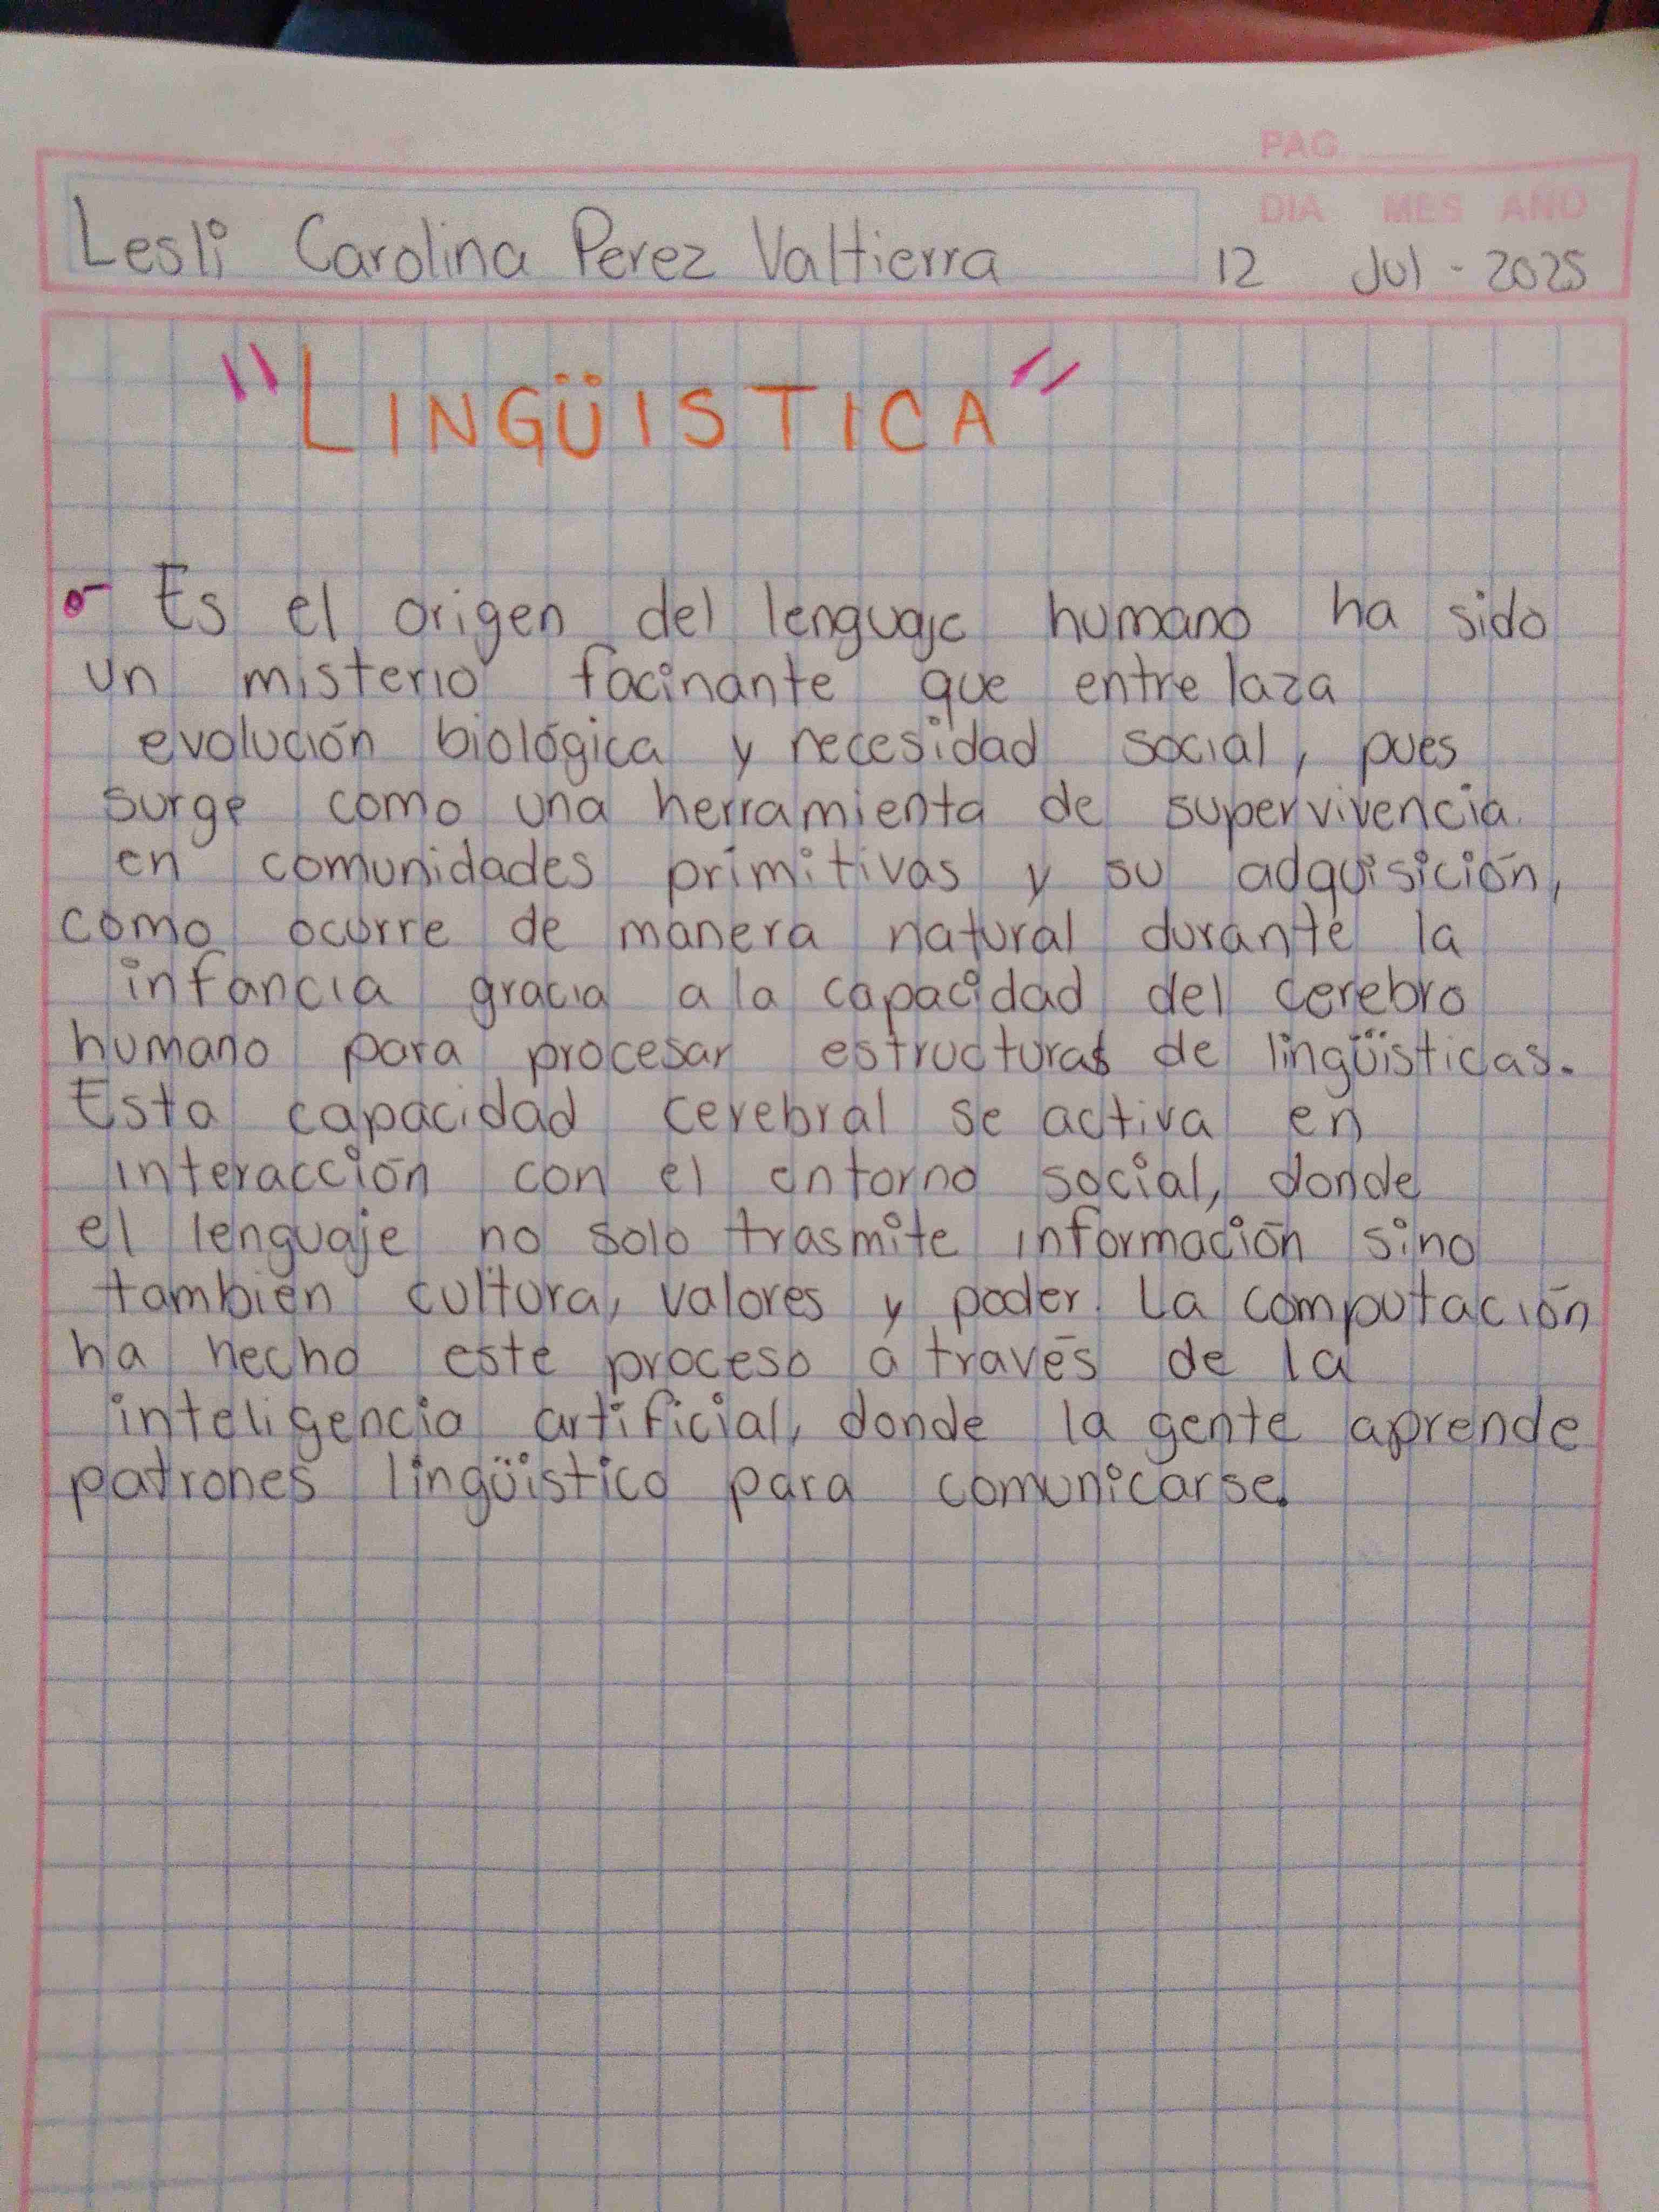 PAG
DIA MES AÑO
Lesli Carolina Perez Valtierra 12 Jul - 2025
"LINGÜISTICA"
Es el origen del lenguaje humano ha sido
un misterio facinante que entrelaza
evolución biológica y necesidad social, pues
surge como una herramienta de supervivencia
en comunidades primitivas y su adquisición,
como ocurre de manera natural durante la
infancia gracia a la capacidad del cerebro
humano para procesar estructuras de lingüisticas.
Esta capacidad cerebral se activa en
interacción con el entorno social, donde
el lenguaje no solo trasmite información sino
también cultura, valores y poder. La computación
ha hecho este proceso a través de la
inteligencia artificial, donde la gente aprende
patrones lingüistico para comunicarse.